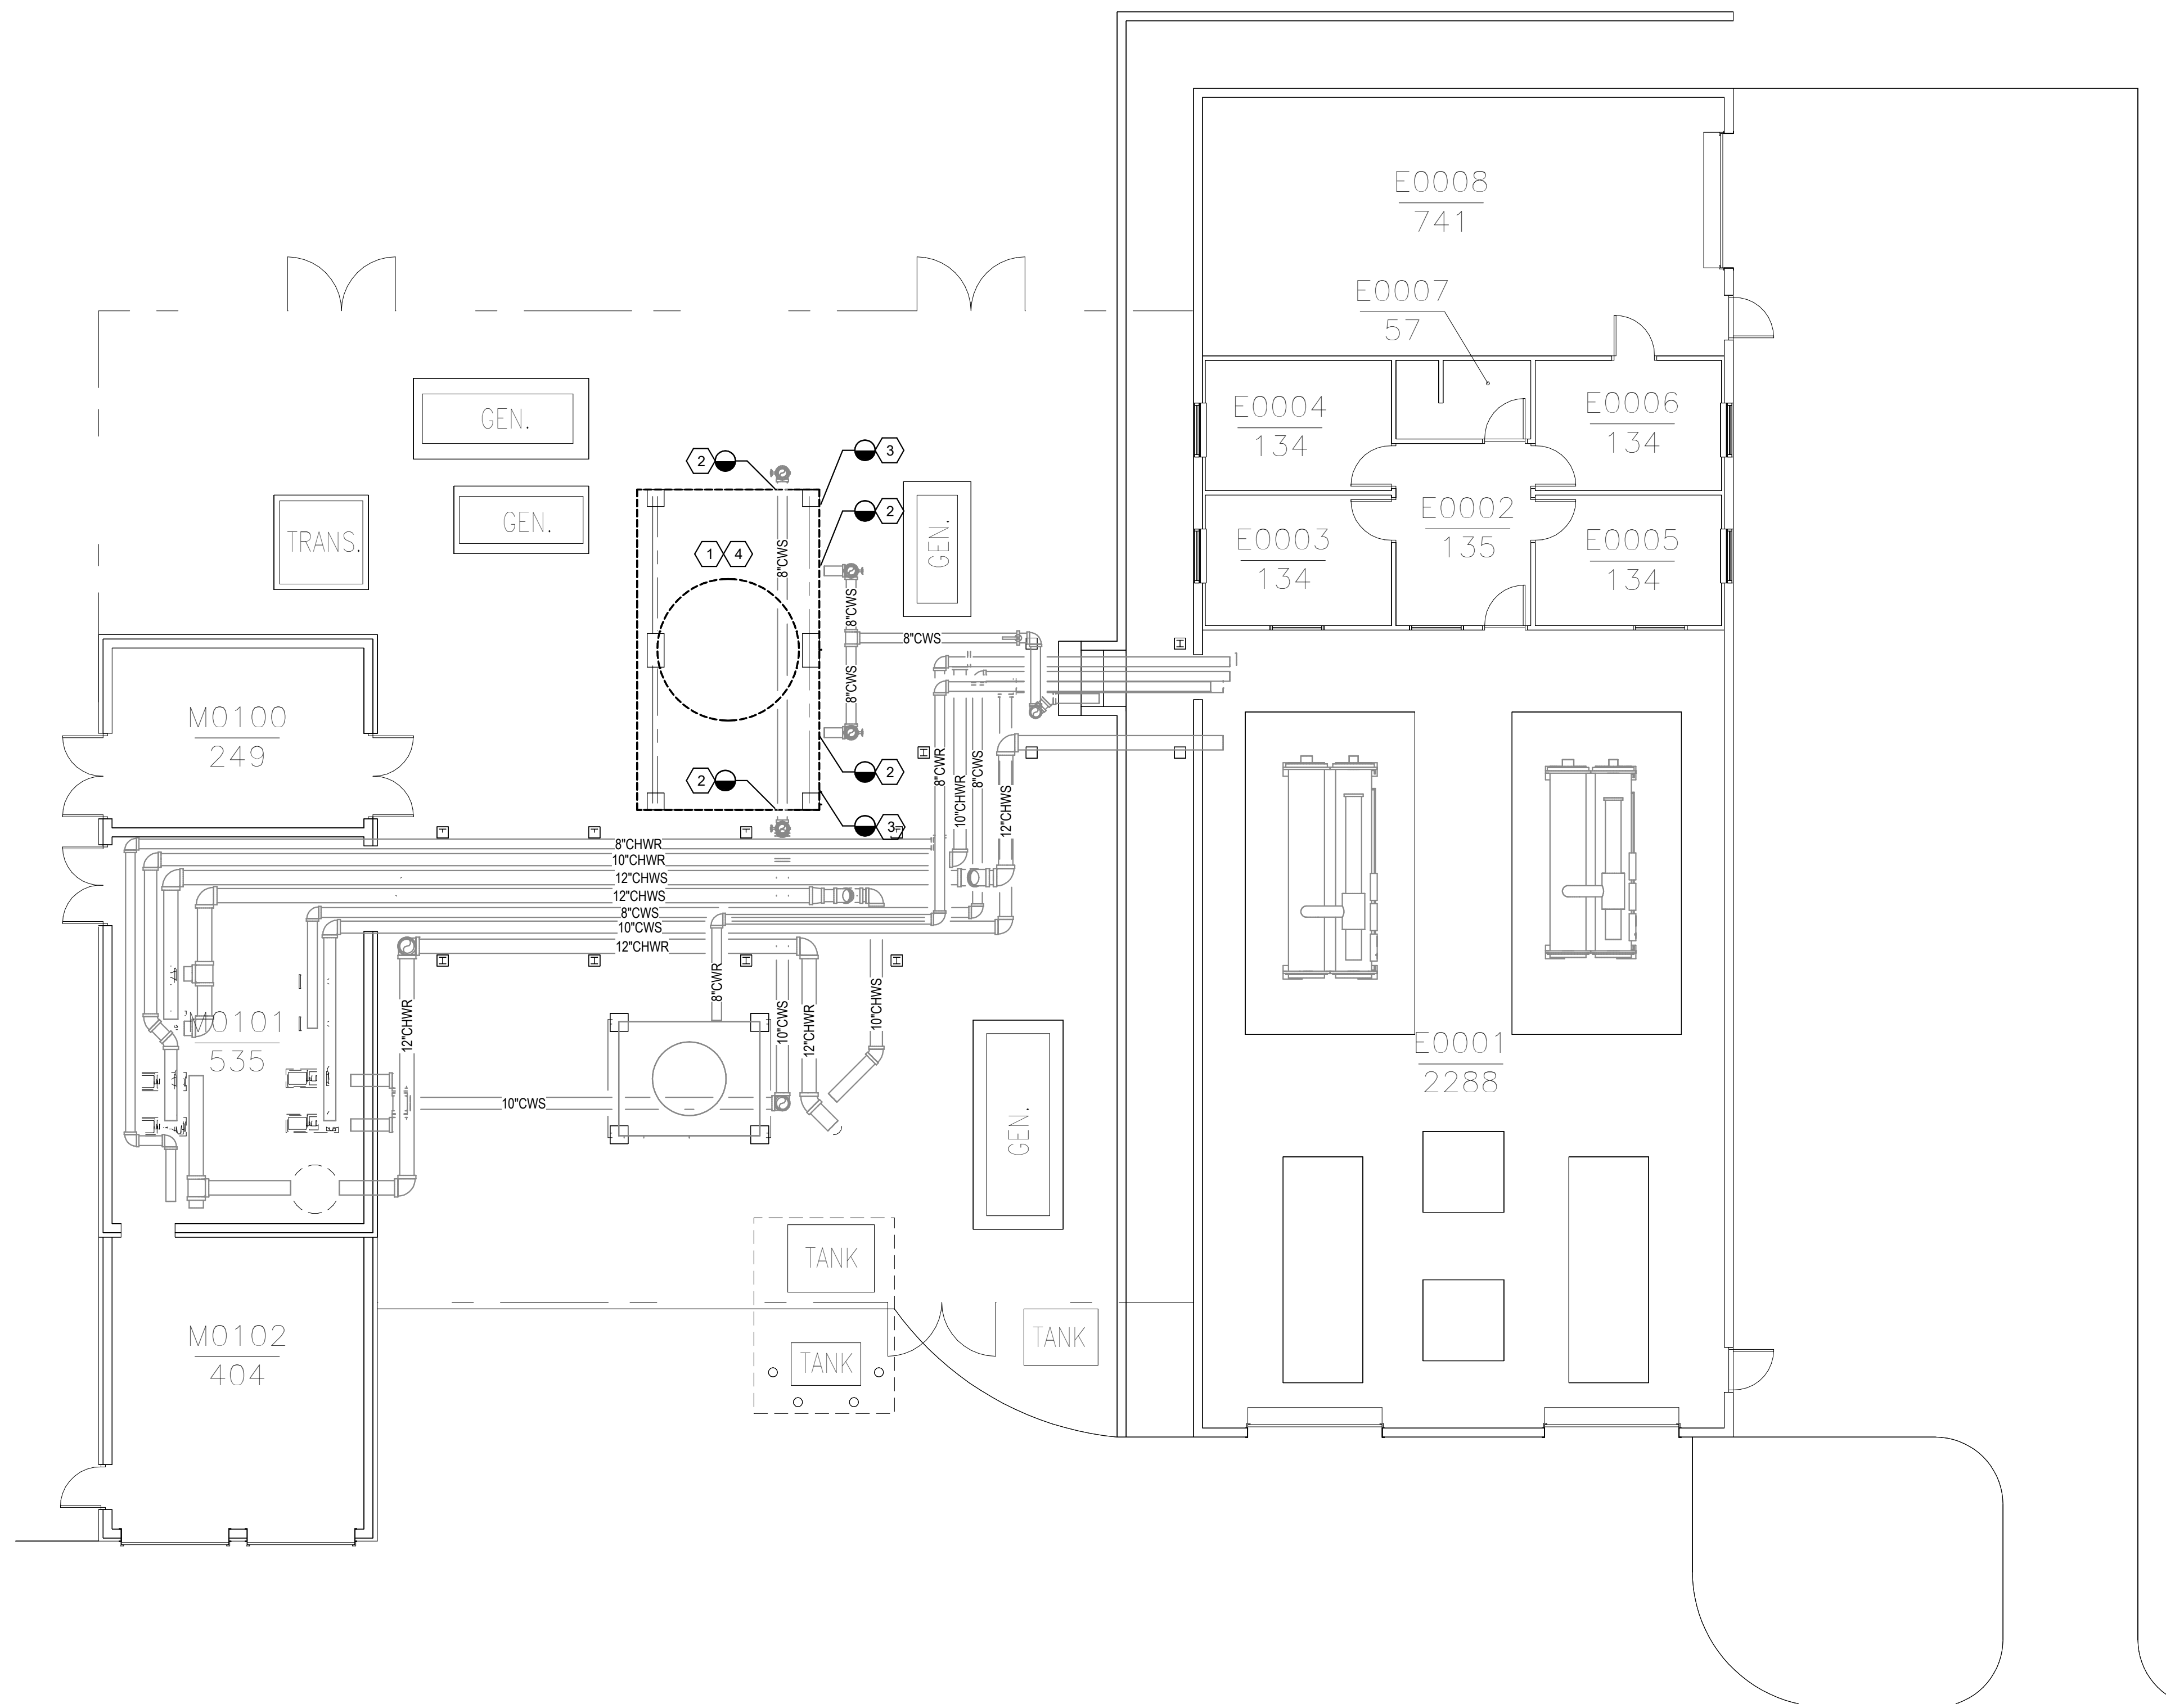 E0008
741
E0007
57
GEN.
E0004
134
E0006
134
2
3
GEN.
2
GEN.
TRANS.
1
4
8"CWS
E0002
135
E0003
134
E0005
134
8"CWS
8"CWS
8"CWS
M0100
249
2
2
3
8"CWR
10"CHWR
8"CWS
12"CHWS
8"CHWR
10"CHWR
12"CHWS
12"CHWS
8"CWS
10"CWS
12"CHWR
8"CWR
10"CWS
12"CHWR
10"CHWS
12"CHWR
M0101
535
10"CWS
GEN.
E0001
2288
TANK
TANK
TANK
M0102
404